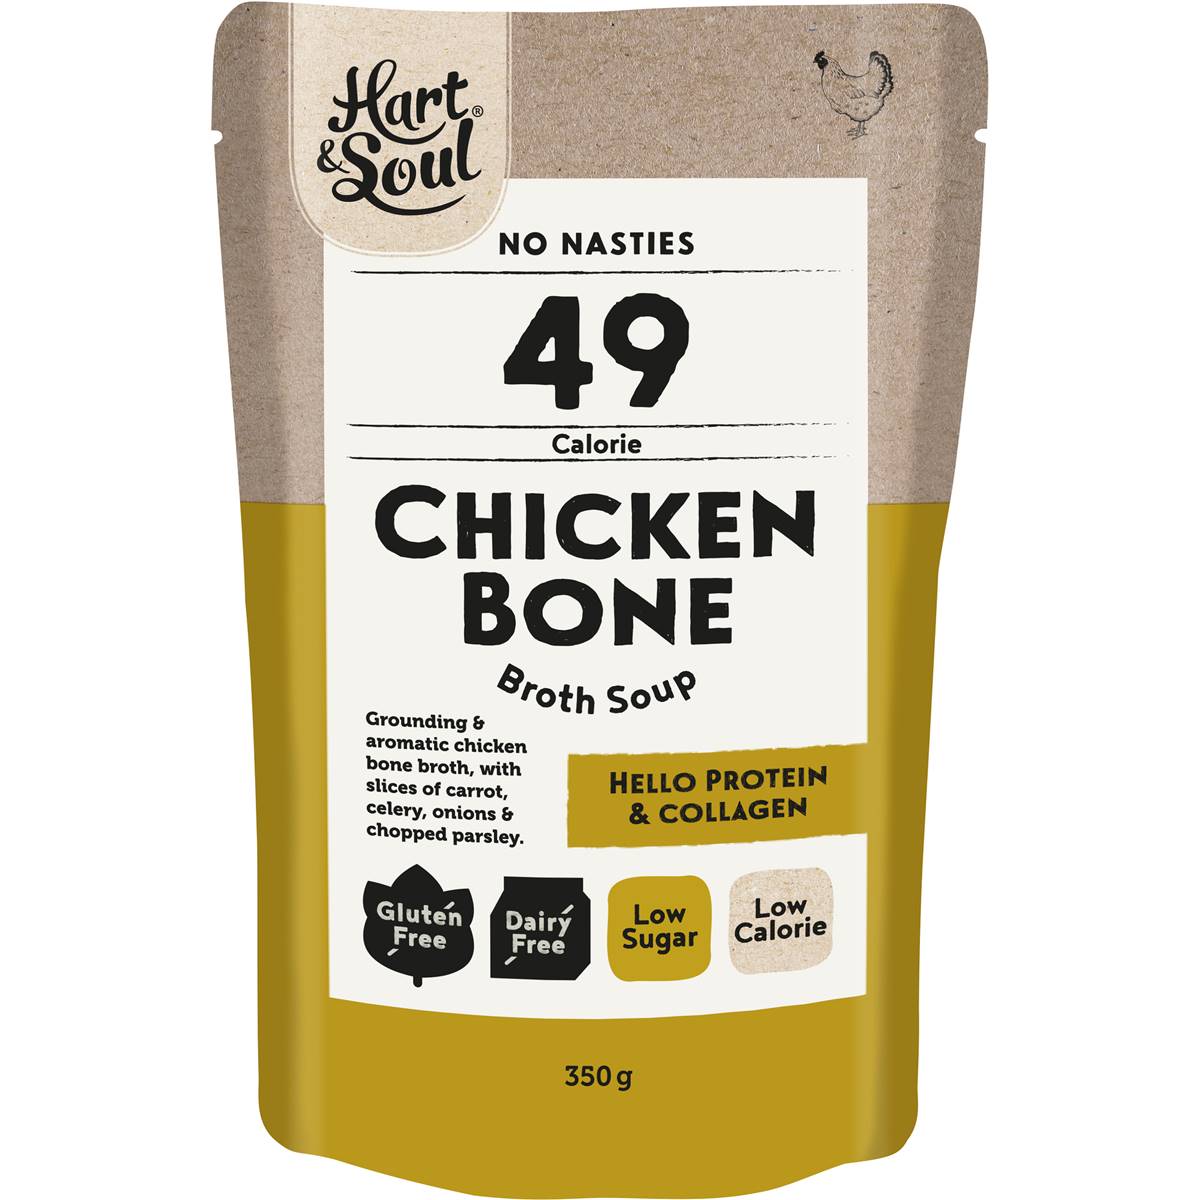 Hart®
&Soul
NO NASTIES
49
Calorie
CHICKEN
BONE
Broth Soup
Grounding &
aromatic chicken
bone broth, with
slices of carrot,
celery, onions &
chopped parsley.
HELLO PROTEIN
& COLLAGEN
Gluten
Free
Dairy
Free
Low
Sugar
Low
Calorie
350 g